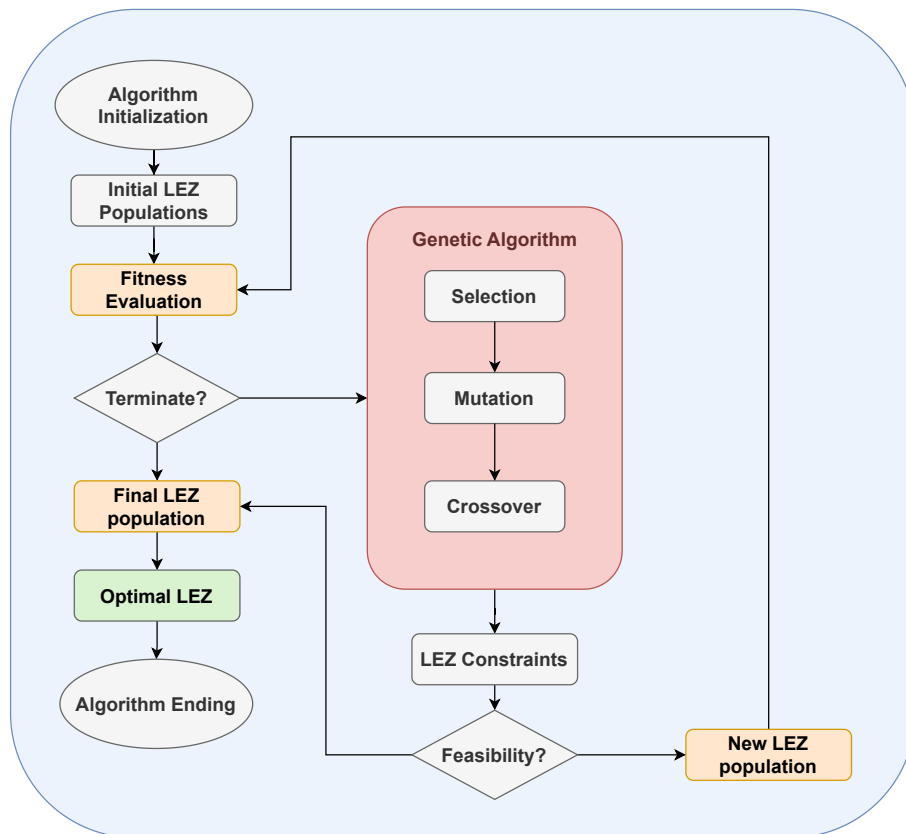 Algorithm
Initialization
Initial LEZ
Populations
Fitness
Evaluation
Terminate?
Final LEZ
population
Optimal LEZ
Algorithm Ending
Genetic Algorithm
Selection
Mutation
Crossover
LEZ Constraints
Feasibility?
New LEZ
population